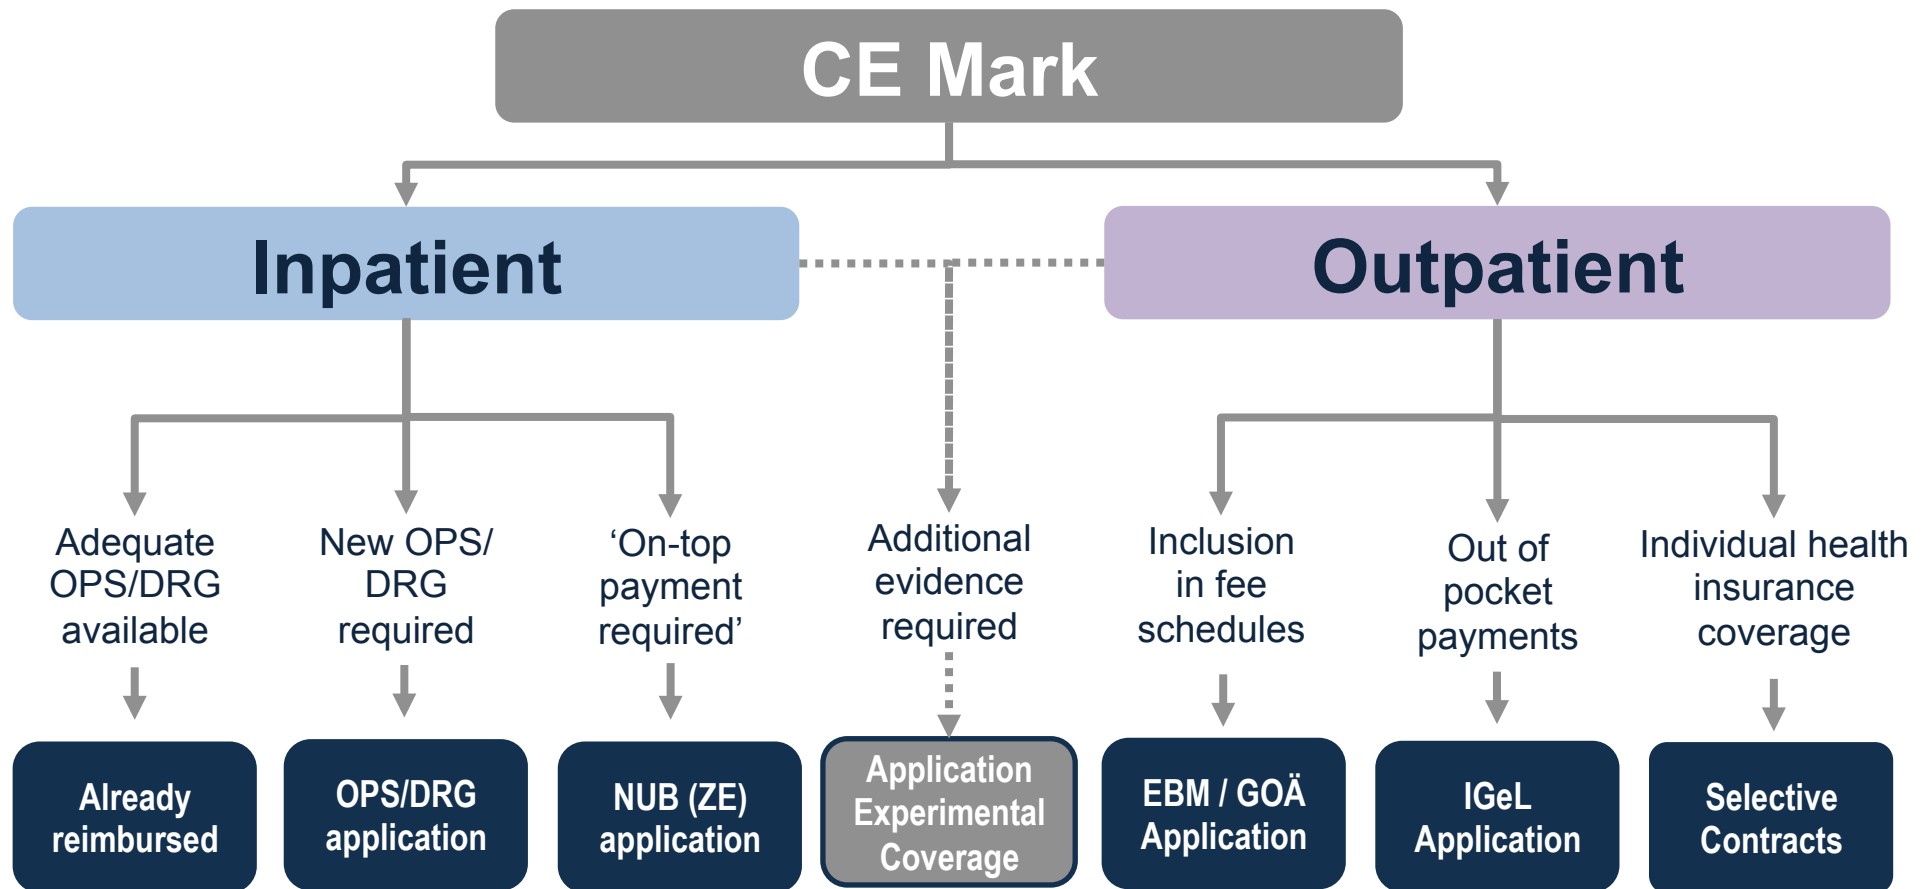 CE Mark
Inpatient
Outpatient
Adequate
OPS/DRG
available
New OPS/
DRG
required
‘On-top
payment
required’
Additional
evidence
required
Inclusion
in fee
schedules
Out of
pocket
payments
Individual health
insurance
coverage
Already
reimbursed
OPS/DRG
application
NUB (ZE)
application
Application
Experimental
Coverage
EBM / GOÄ
Application
IGeL
Application
Selective
Contracts